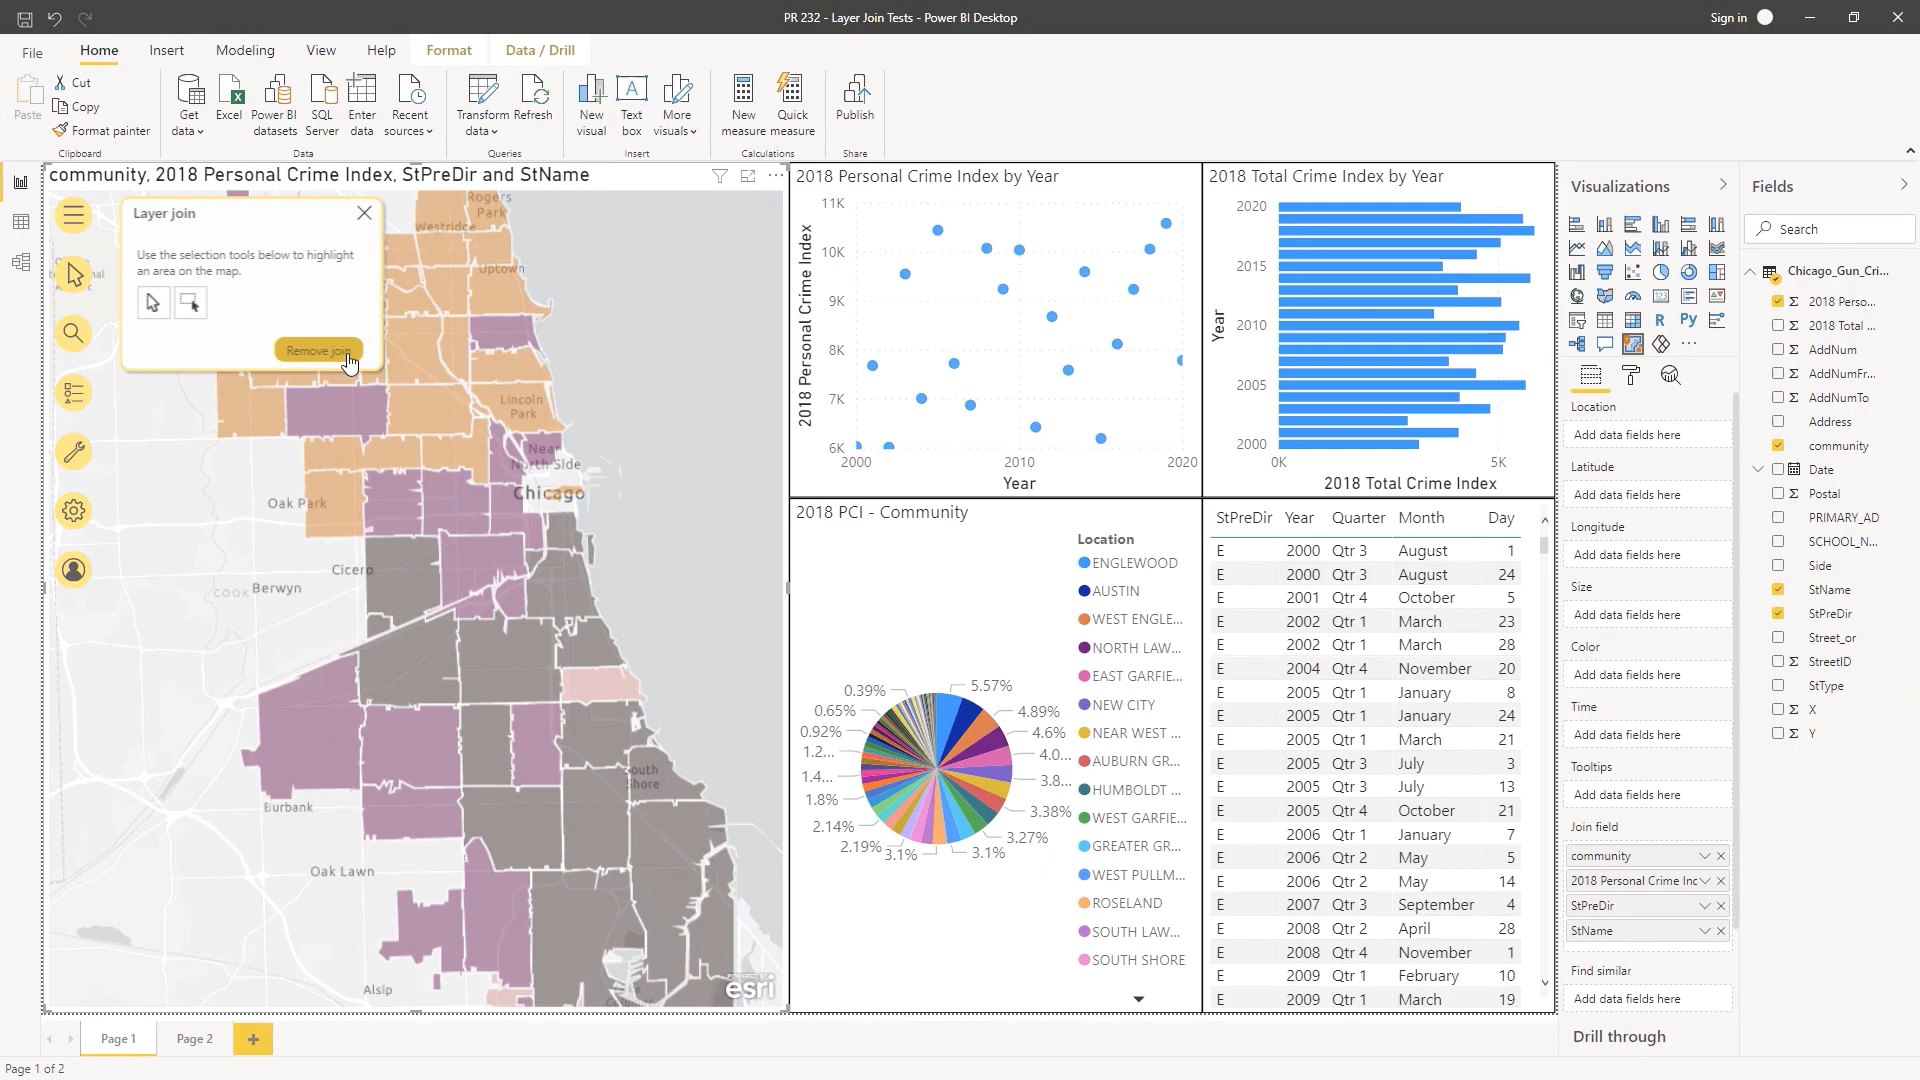 PR 232 - Layer Join Tests - Power BI Desktop
Sign in
File
Home
Insert
Modeling
View
Help
Format
Data / Drill
Paste
Cut
Copy
Format painter
Clipboard
Get data
Excel
Power BI datasets
SQL Server
Enter data
Recent sources
Data
Transform data
Refresh
Queries
New visual
Text box
More visuals
Insert
New measure
Quick measure
Calculations
Publish
Share
community, 2018 Personal Crime Index, StPreDir and StName
Layer join
Use the selection tools below to highlight
an area on the map.
Remove join
Rogers
Park
Westridge
Uptown
Lincoln
Park
Near
North Side
Chicago
Oak Park
Cicero
COOK
Berwyn
South
Shore
Burbank
Oak Lawn
Alsip
POWERED BY
esri
2018 Personal Crime Index by Year
2018 Personal Crime Index
11K
10K
9K
8K
7K
6K
2000
2010
2020
Year
2018 Total Crime Index by Year
Year
2020
2015
2010
2005
2000
0K
5K
2018 Total Crime Index
2018 PCI - Community
5.57%
4.89%
4.6%
4.0...
3.8...
3.38%
3.27%
3.1%
3.1%
2.19%
2.14%
1.8%
1.4...
1.2...
0.92%
0.65%
0.39%
Location
ENGLEWOOD
AUSTIN
WEST ENGLE...
NORTH LAW...
EAST GARFIE...
NEW CITY
NEAR WEST ...
AUBURN GR...
HUMBOLDT ...
WEST GARFIE...
GREATER GR...
WEST PULLM...
ROSELAND
SOUTH LAW...
SOUTH SHORE
StPreDir Year Quarter Month Day
E 2000 Qtr 3 August 1
E 2000 Qtr 3 August 24
E 2001 Qtr 4 October 5
E 2002 Qtr 1 March 23
E 2002 Qtr 1 March 28
E 2004 Qtr 4 November 20
E 2005 Qtr 1 January 8
E 2005 Qtr 1 January 24
E 2005 Qtr 1 March 21
E 2005 Qtr 3 July 3
E 2005 Qtr 3 July 13
E 2005 Qtr 4 October 21
E 2006 Qtr 1 January 7
E 2006 Qtr 2 May 5
E 2006 Qtr 2 May 14
E 2007 Qtr 3 September 4
E 2008 Qtr 2 April 28
E 2008 Qtr 4 November 1
E 2009 Qtr 1 February 10
E 2009 Qtr 1 March 19
Visualizations
R
Py
Location
Add data fields here
Latitude
Add data fields here
Longitude
Add data fields here
Size
Add data fields here
Color
Add data fields here
Time
Add data fields here
Tooltips
Add data fields here
Join field
community
2018 Personal Crime Inc
StPreDir
StName
Find similar
Add data fields here
Drill through
Fields
Search
Chicago_Gun_Cri...
2018 Perso...
2018 Total ...
AddNum
AddNumFr...
AddNumTo
Address
community
Date
Postal
PRIMARY_AD
SCHOOL_N...
Side
StName
StPreDir
Street_or
StreetID
StType
X
Y
Page 1
Page 2
Page 1 of 2